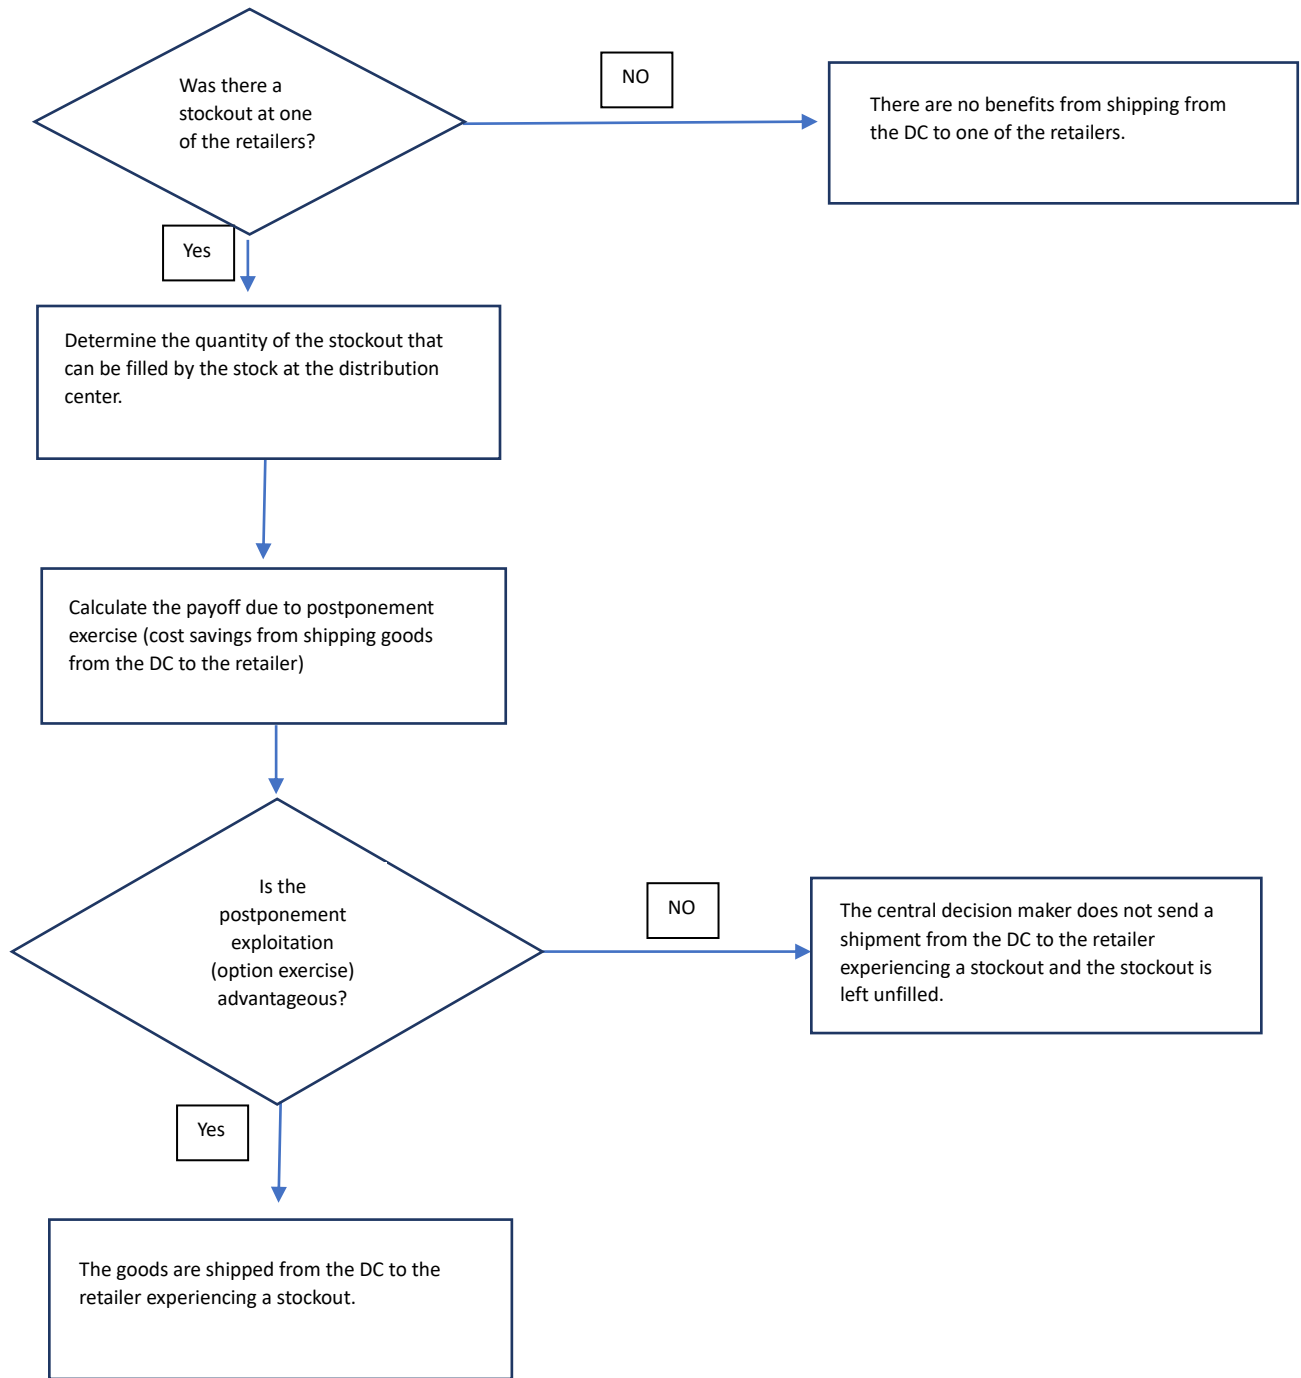 Was there a
stockout at one
of the retailers?
NO
There are no benefits from shipping from
the DC to one of the retailers.
Yes
Determine the quantity of the stockout that
can be filled by the stock at the distribution
center.
Calculate the payoff due to postponement
exercise (cost savings from shipping goods
from the DC to the retailer)
Is the
postponement
exploitation
(option exercise)
advantageous?
NO
The central decision maker does not send a
shipment from the DC to the retailer
experiencing a stockout and the stockout is
left unfilled.
Yes
The goods are shipped from the DC to the
retailer experiencing a stockout.